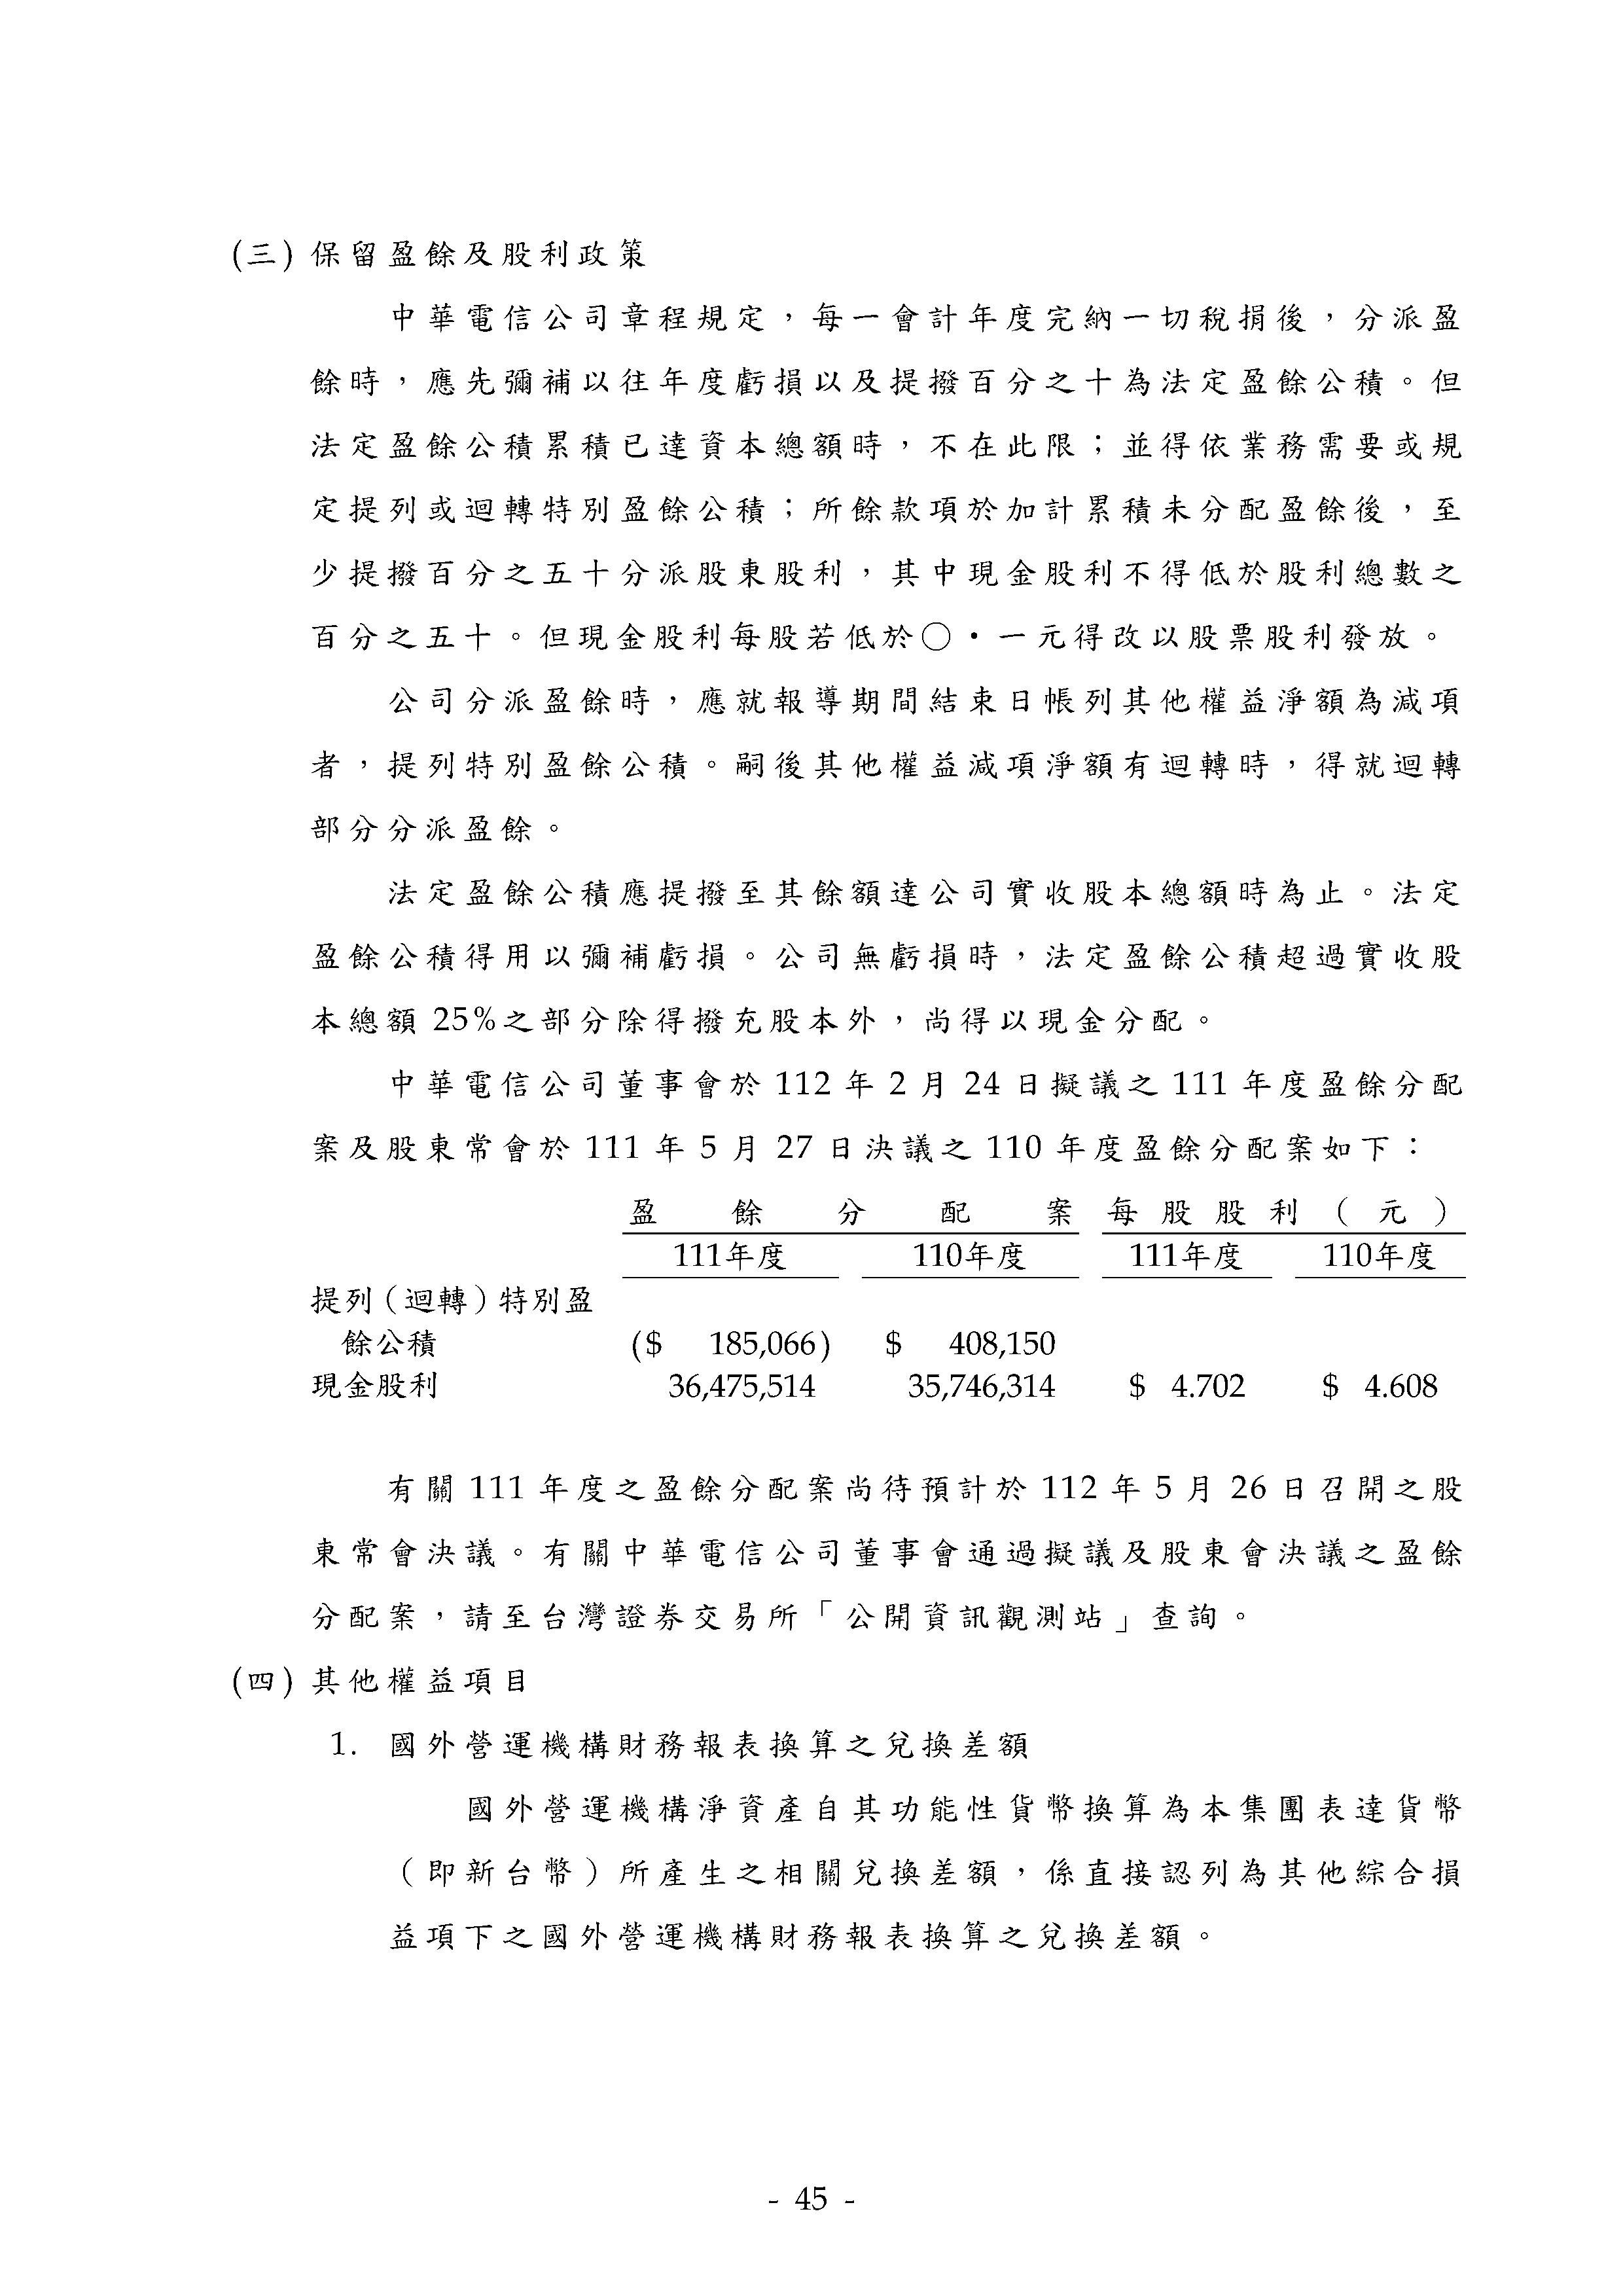 (三) 保留盈餘及股利政策
中華電信公司章程規定，每一會計年度完納一切稅捐後，分派盈
餘時，應先彌補以往年度虧損以及提撥百分之十為法定盈餘公積。但
法定盈餘公積累積已達資本總額時，不在此限；並得依業務需要或規
定提列或迴轉特別盈餘公積；所餘款項於加計累積未分配盈餘後，至
少提撥百分之五十分派股東股利，其中現金股利不得低於股利總數之
百分之五十。但現金股利每股若低於○・一元得改以股票股利發放。
公司分派盈餘時，應就報導期間結束日帳列其他權益淨額為減項
者，提列特別盈餘公積。嗣後其他權益減項淨額有迴轉時，得就迴轉
部分分派盈餘。
法定盈餘公積應提撥至其餘額達公司實收股本總額時為止。法定
盈餘公積得用以彌補虧損。公司無虧損時，法定盈餘公積超過實收股
本總額 25%之部分除得撥充股本外，尚得以現金分配。
中華電信公司董事會於 112 年 2 月 24 日擬議之 111 年度盈餘分配
案及股東常會於 111 年 5 月 27 日決議之 110 年度盈餘分配案如下：
盈餘分配案 每股股利（元）
111年度 110年度 111年度 110年度
提列（迴轉）特別盈
餘公積 ($ 185,066) $ 408,150
現金股利 36,475,514 35,746,314 $ 4.702 $ 4.608
有關 111 年度之盈餘分配案尚待預計於 112 年 5 月 26 日召開之股
東常會決議。有關中華電信公司董事會通過擬議及股東會決議之盈餘
分配案，請至台灣證券交易所「公開資訊觀測站」查詢。
(四) 其他權益項目
1. 國外營運機構財務報表換算之兌換差額
國外營運機構淨資產自其功能性貨幣換算為本集團表達貨幣
（即新台幣）所產生之相關兌換差額，係直接認列為其他綜合損
益項下之國外營運機構財務報表換算之兌換差額。
- 45 -